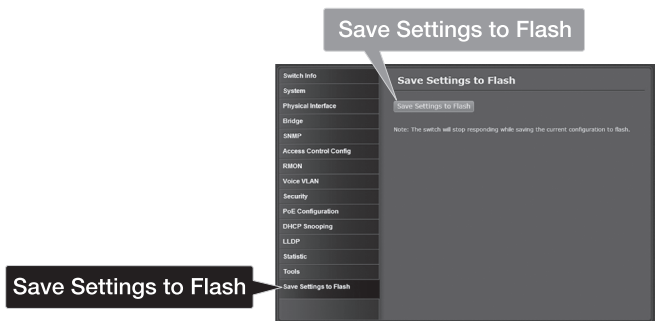 Save Settings to Flash
Switch Info
System
Physical Interface
Bridge
SNMP
Access Control Config
RMON
Voice VLAN
Security
PoE Configuration
DHCP Snooping
LLDP
Statistic
Tools
Save Settings to Flash
Save Settings to Flash
Save Settings to Flash
Note: The switch will stop responding while saving the current configuration to flash.
Save Settings to Flash